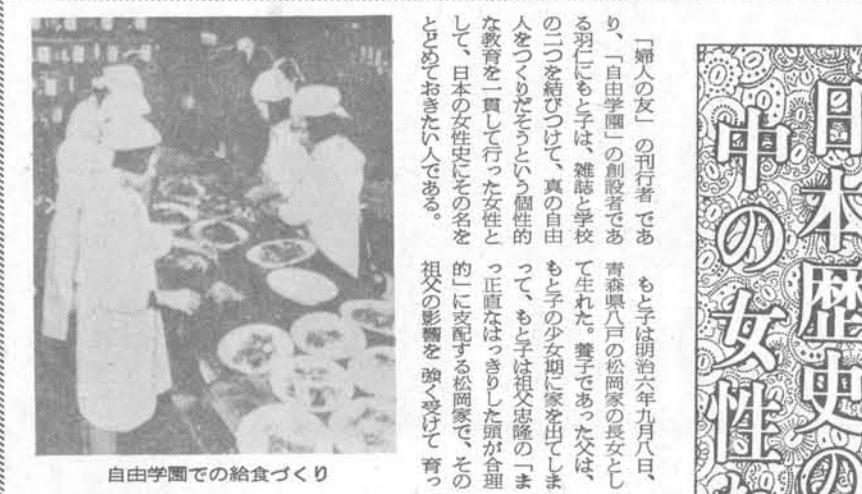 日本歴史の
中の女性
「婦人の友」の刊行者であ
り、「自由学園」の創設者であ
る羽仁にもと子は、雑誌と学校
の二つを結びつけて、真の自由
人をつくりだそうという個性的
な教育を一貫して行った女性と
して、日本の女性史にその名を
とどめておきたい人である。
もと子は明治六年九月八日、
青森県八戸の松岡家の長女とし
て生れた。養子であった父は、
もと子の少女期に家を出てしま
って、もと子は祖父忠隆の「ま
っ正直なはっきりした頭が合理
的」に支配する松岡家で、その
祖父の影響を強く受けて育っ
自由学園での給食づくり